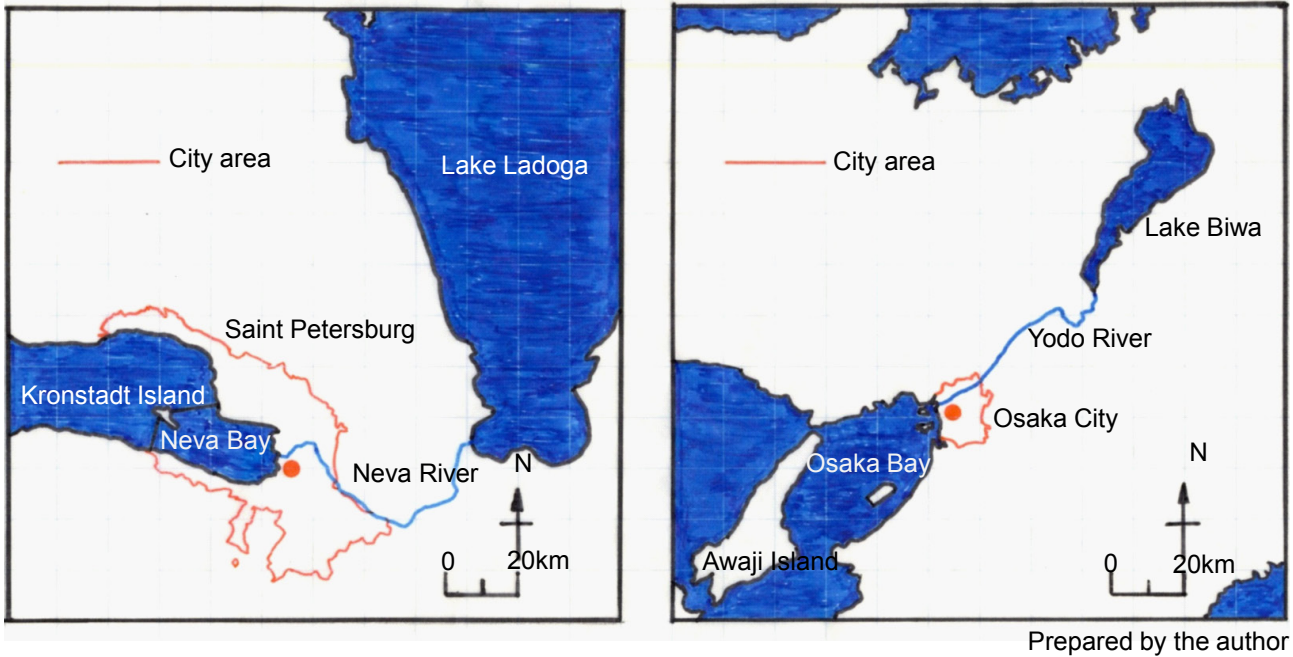 City area
Lake Ladoga
Saint Petersburg
Kronstadt Island
Neva Bay
Neva River
N
0 20km
City area
Lake Biwa
Yodo River
Osaka City
Osaka Bay
N
Awaji Island
0 20km
Prepared by the author